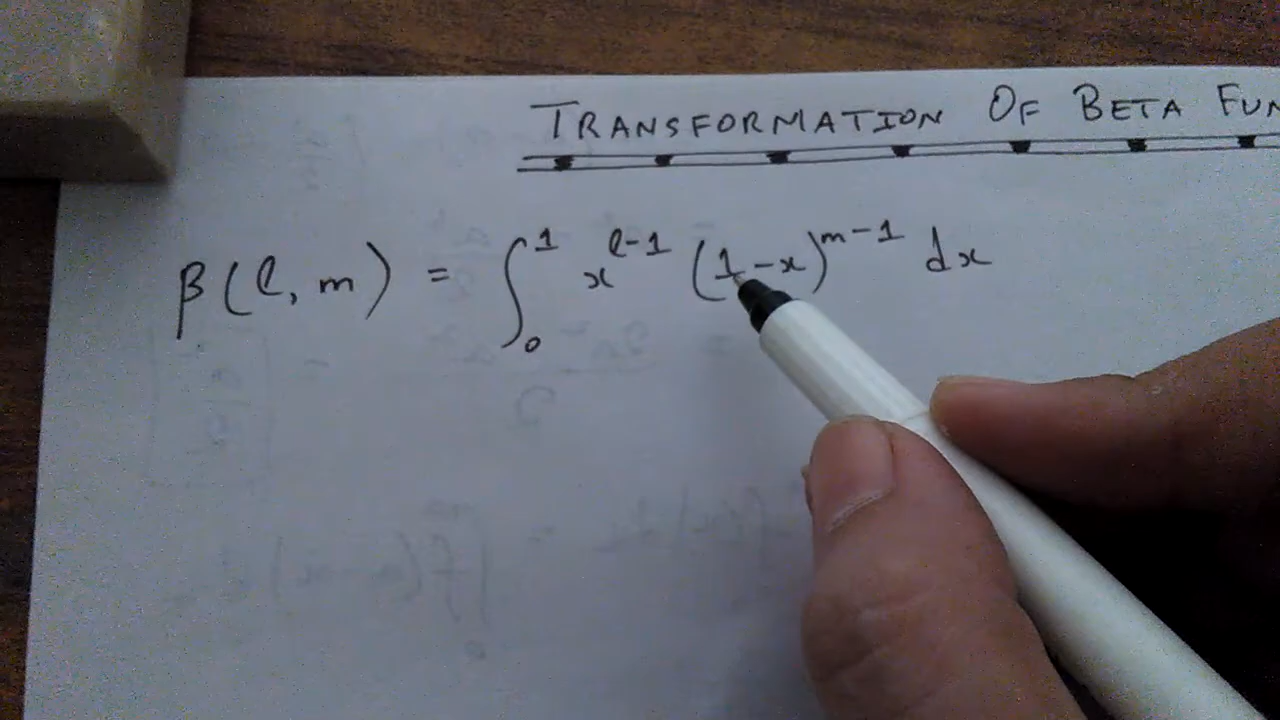 TRANSFORMATION OF BETA FUN
β(l, m) = ∫₀¹ x^{l-1} (1-x)^{m-1} dx